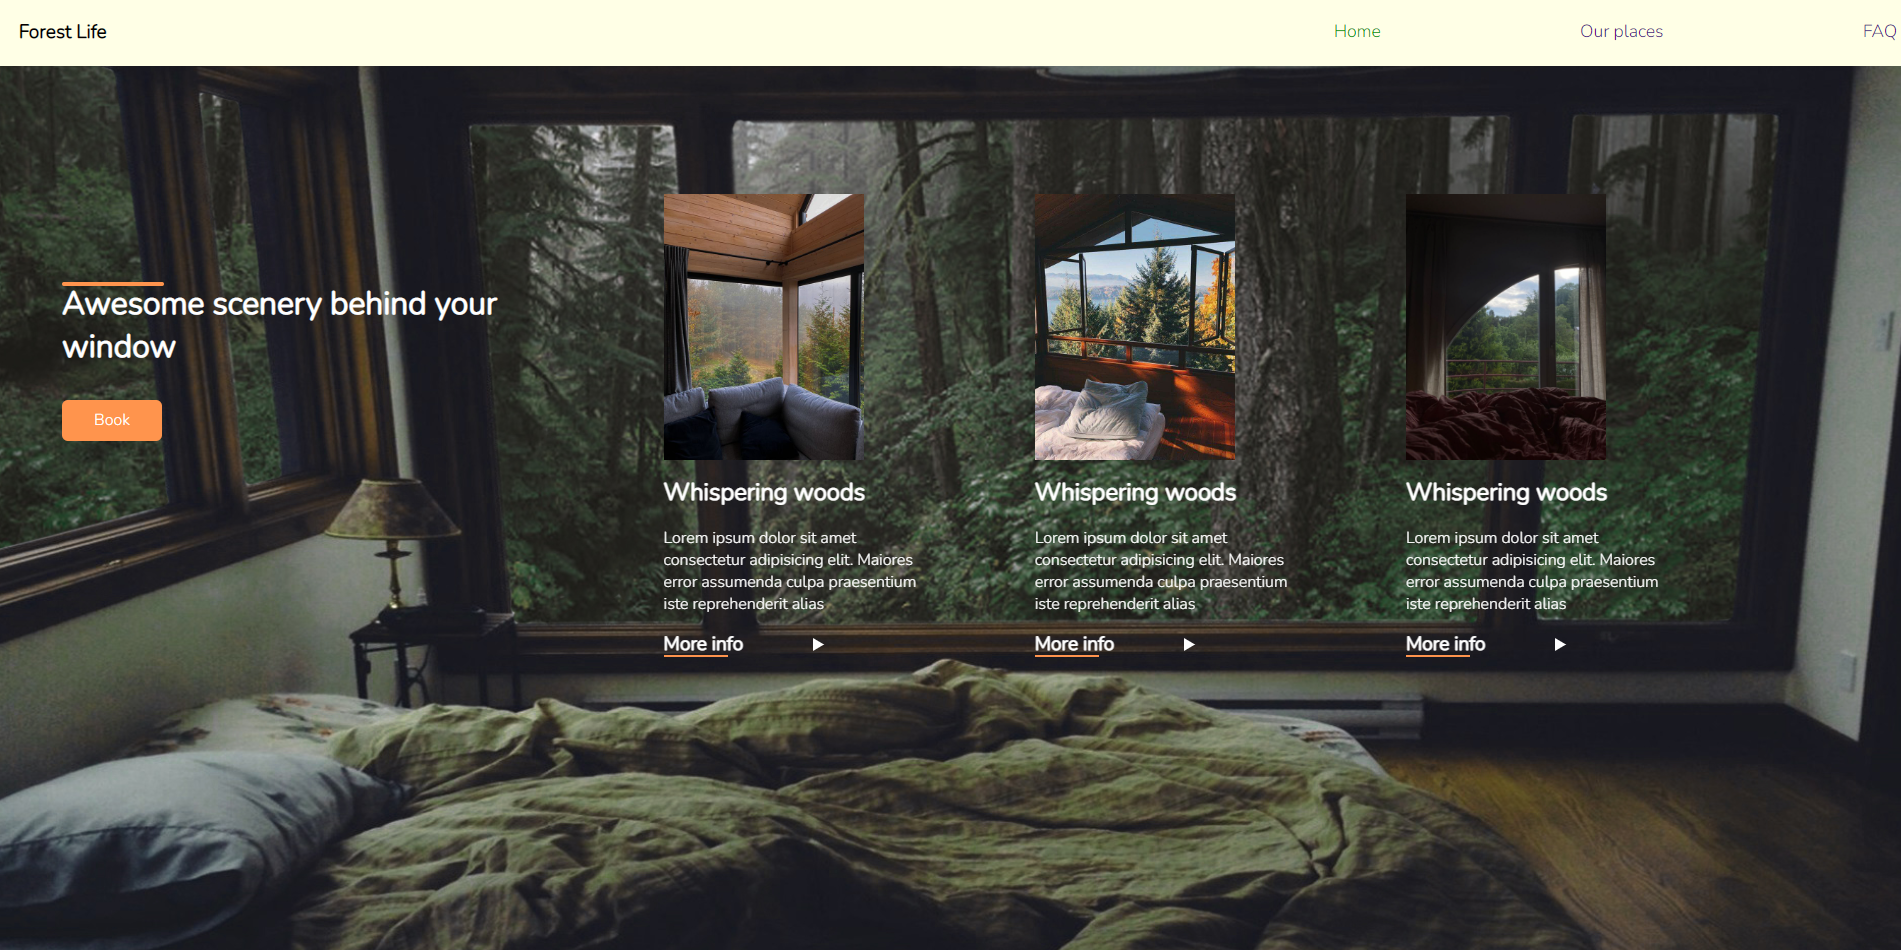 Forest Life
Home
Our places
FAQ
Awesome scenery behind your
window
Book
Whispering woods
Lorem ipsum dolor sit amet
consectetur adipisicing elit. Maiores
error assumenda culpa praesentium
iste reprehenderit alias
More info
Whispering woods
Lorem ipsum dolor sit amet
consectetur adipisicing elit. Maiores
error assumenda culpa praesentium
iste reprehenderit alias
More info
Whispering woods
Lorem ipsum dolor sit amet
consectetur adipisicing elit. Maiores
error assumenda culpa praesentium
iste reprehenderit alias
More info